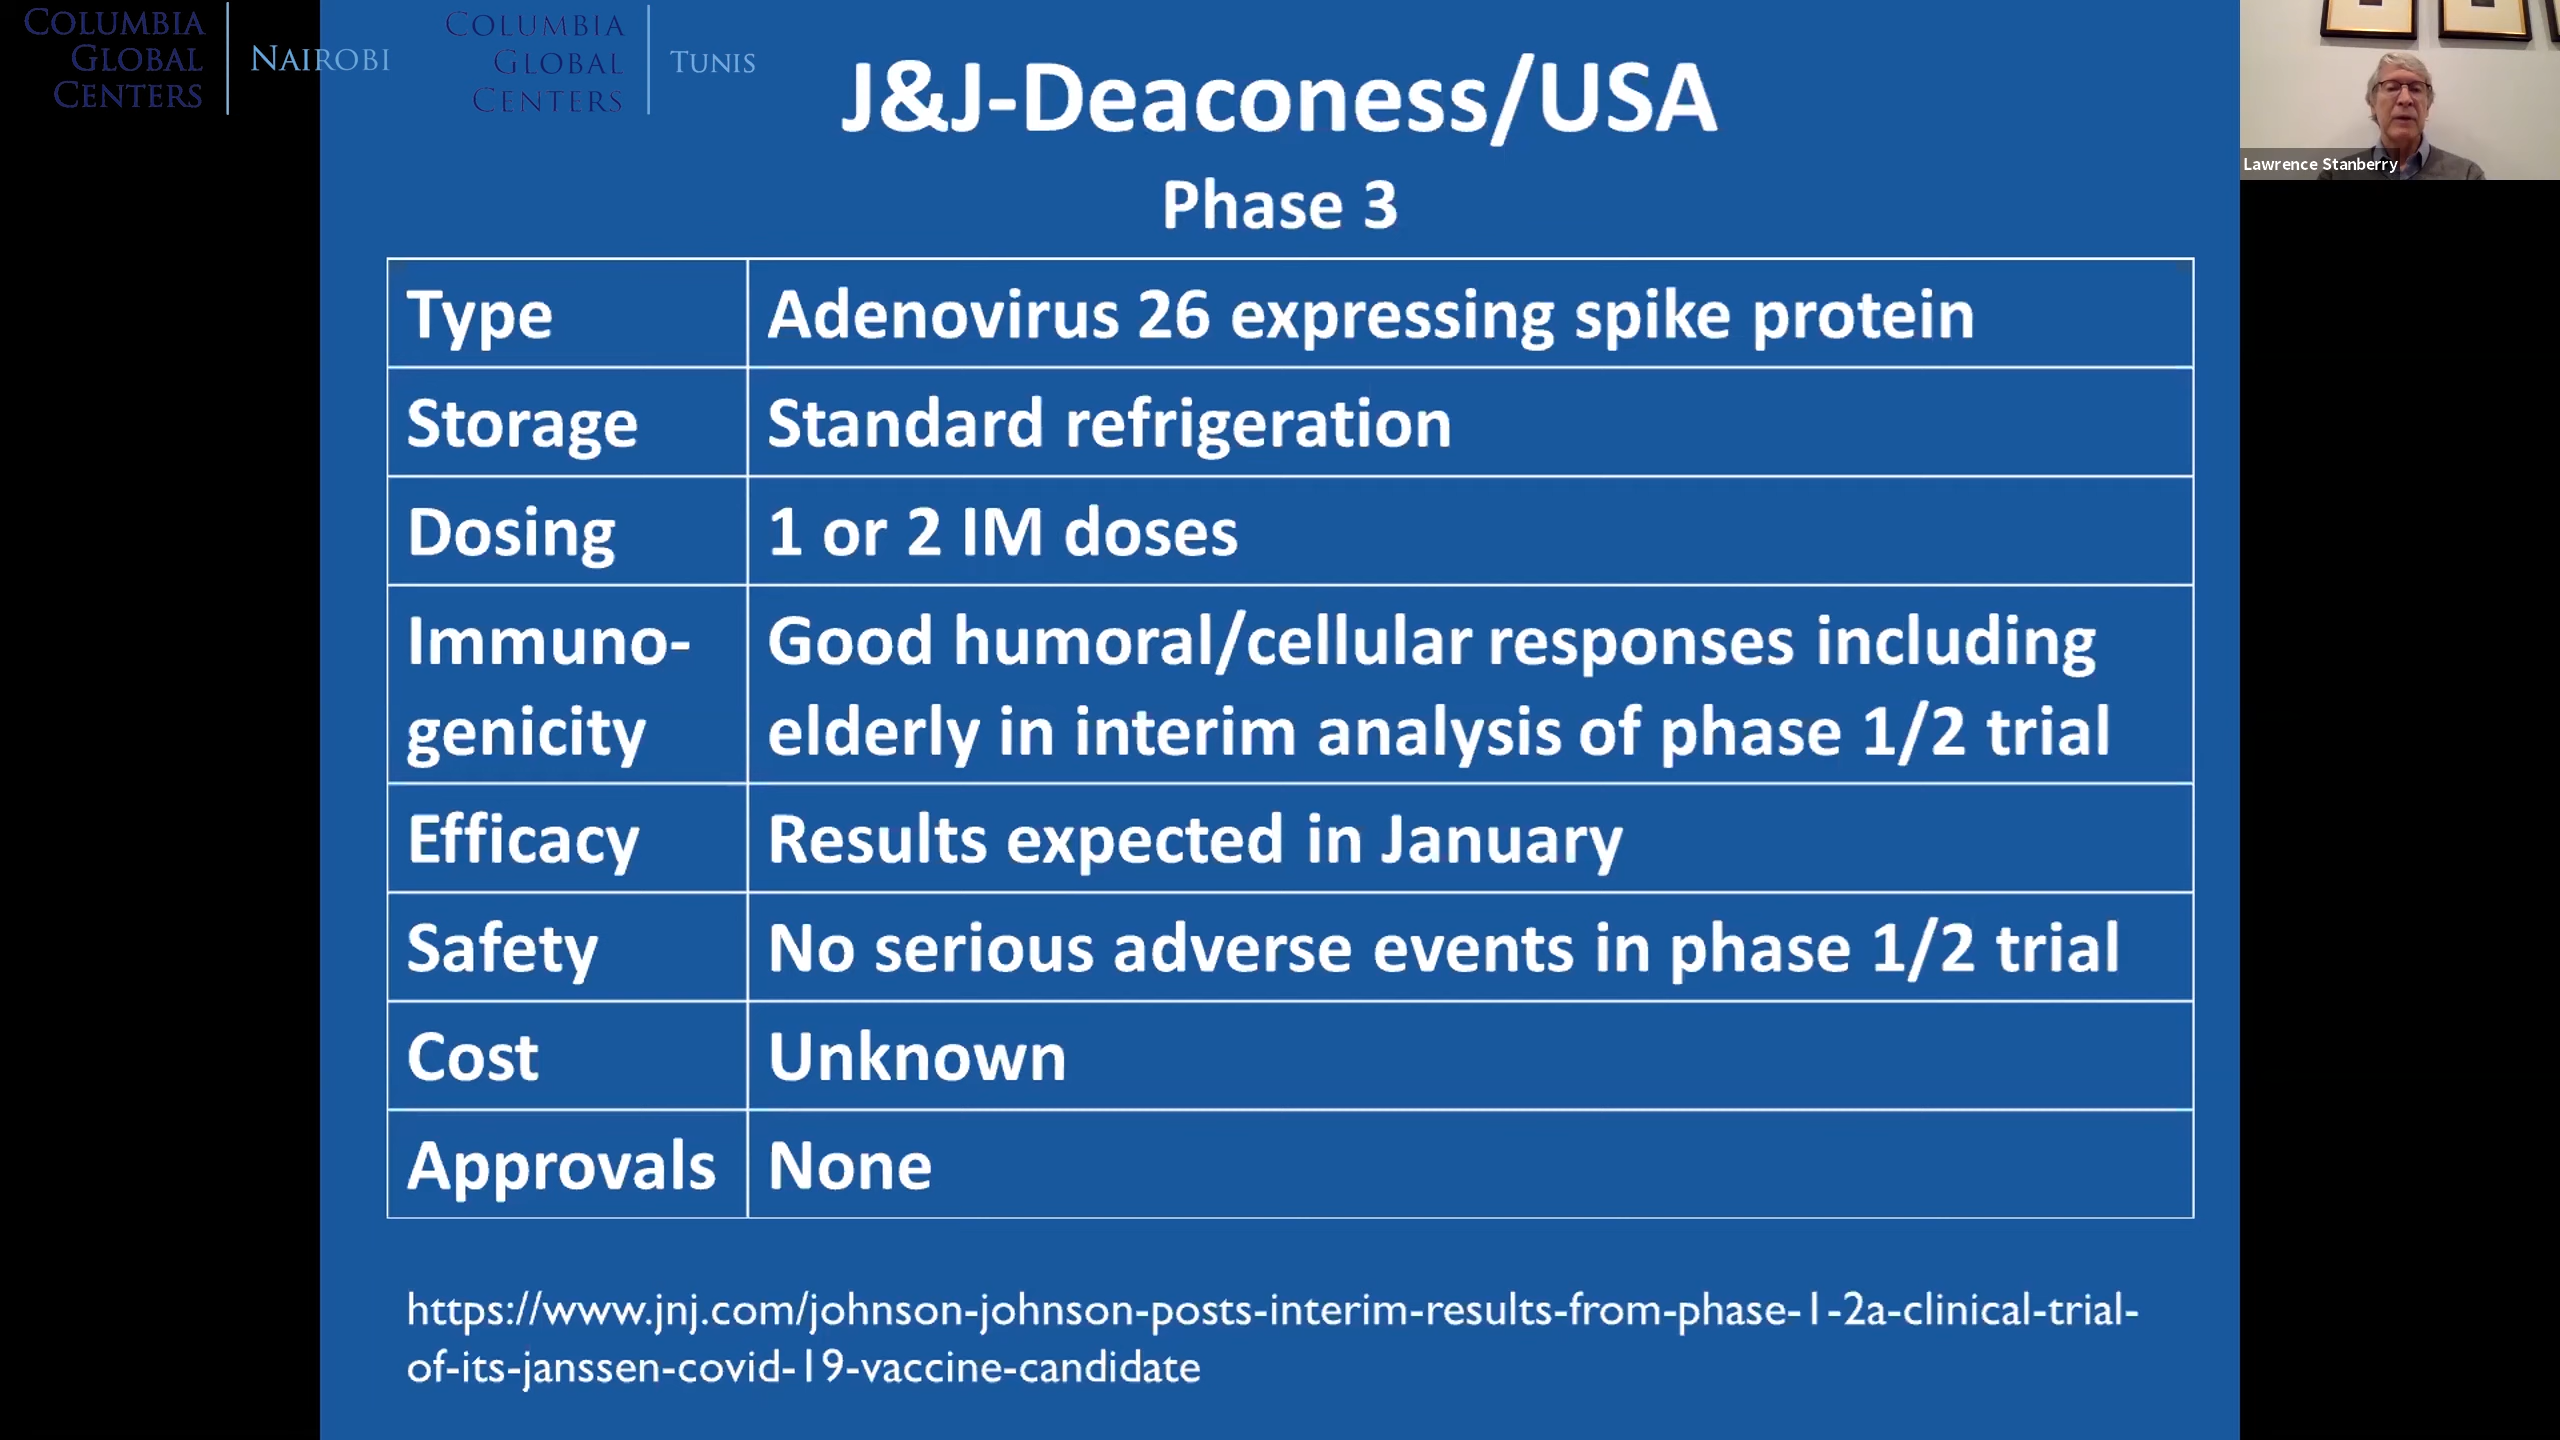 COLUMBIA
GLOBAL
CENTERS
NAIROBI
COLUMBIA
GLOBAL
CENTERS
TUNIS
J&J-Deaconess/USA
Phase 3
Lawrence Stanberry
Type Adenovirus 26 expressing spike protein
Storage Standard refrigeration
Dosing 1 or 2 IM doses
Immuno- Good humoral/cellular responses including
genicity elderly in interim analysis of phase 1/2 trial
Efficacy Results expected in January
Safety No serious adverse events in phase 1/2 trial
Cost Unknown
Approvals None
https://www.jnj.com/johnson-johnson-posts-interim-results-from-phase-1-2a-clinical-trial-
of-its-janssen-covid-19-vaccine-candidate